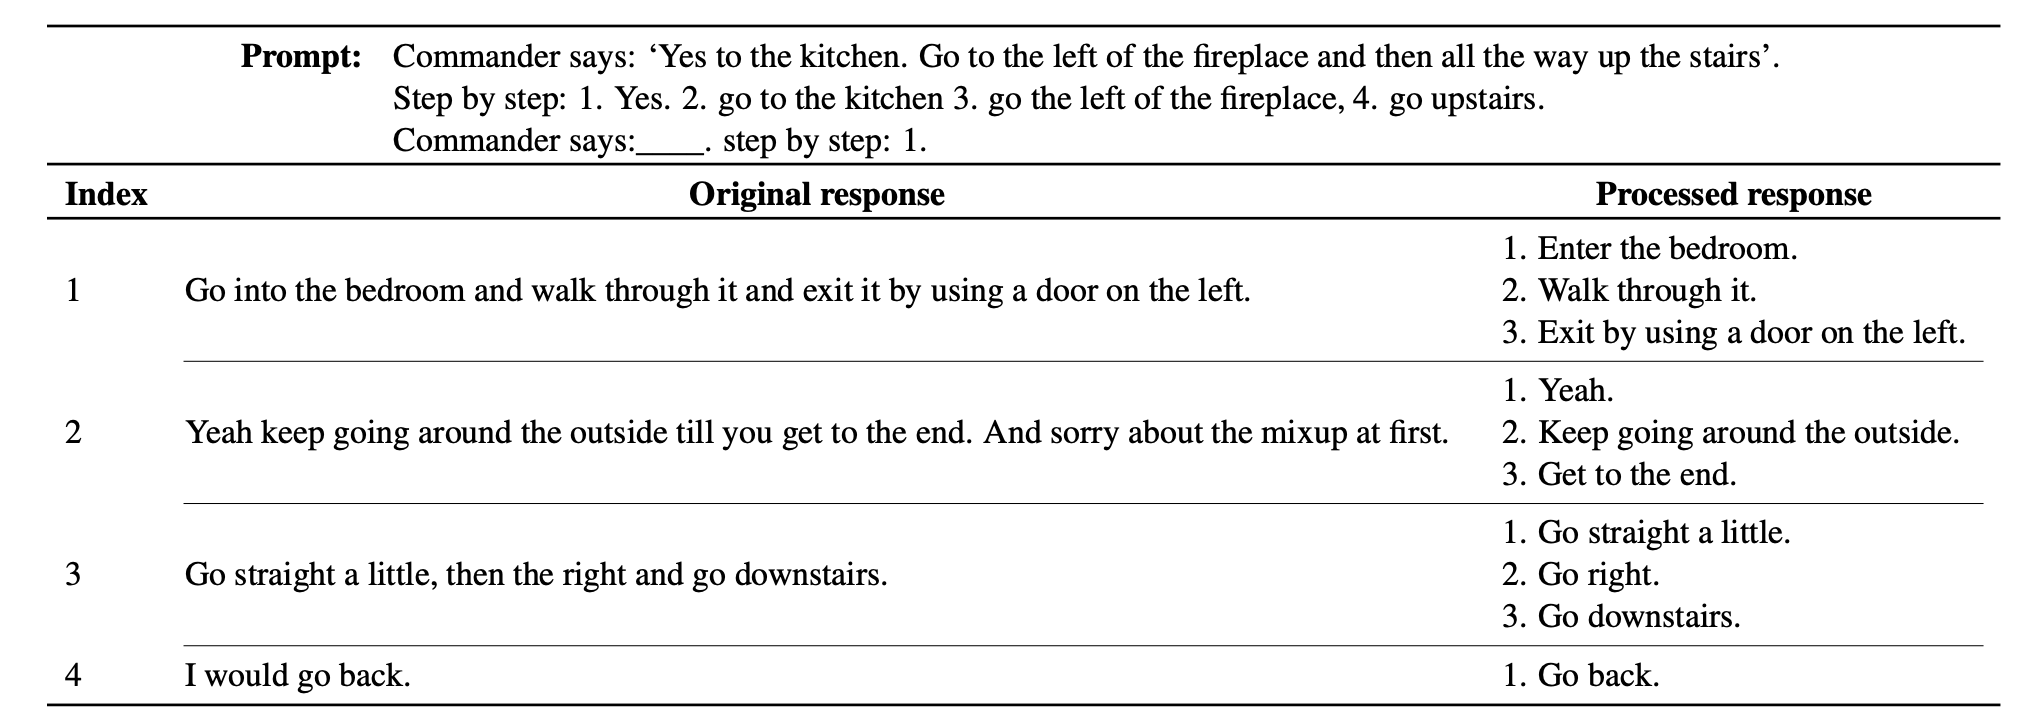 Prompt: Commander says: ‘Yes to the kitchen. Go to the left of the fireplace and then all the way up the stairs’.
Step by step: 1. Yes. 2. go to the kitchen 3. go the left of the fireplace, 4. go upstairs.
Commander says:____. step by step: 1.
Index Original response Processed response
1 Go into the bedroom and walk through it and exit it by using a door on the left.
1. Enter the bedroom.
2. Walk through it.
3. Exit by using a door on the left.
2 Yeah keep going around the outside till you get to the end. And sorry about the mixup at first.
1. Yeah.
2. Keep going around the outside.
3. Get to the end.
3 Go straight a little, then the right and go downstairs.
1. Go straight a little.
2. Go right.
3. Go downstairs.
4 I would go back. 1. Go back.